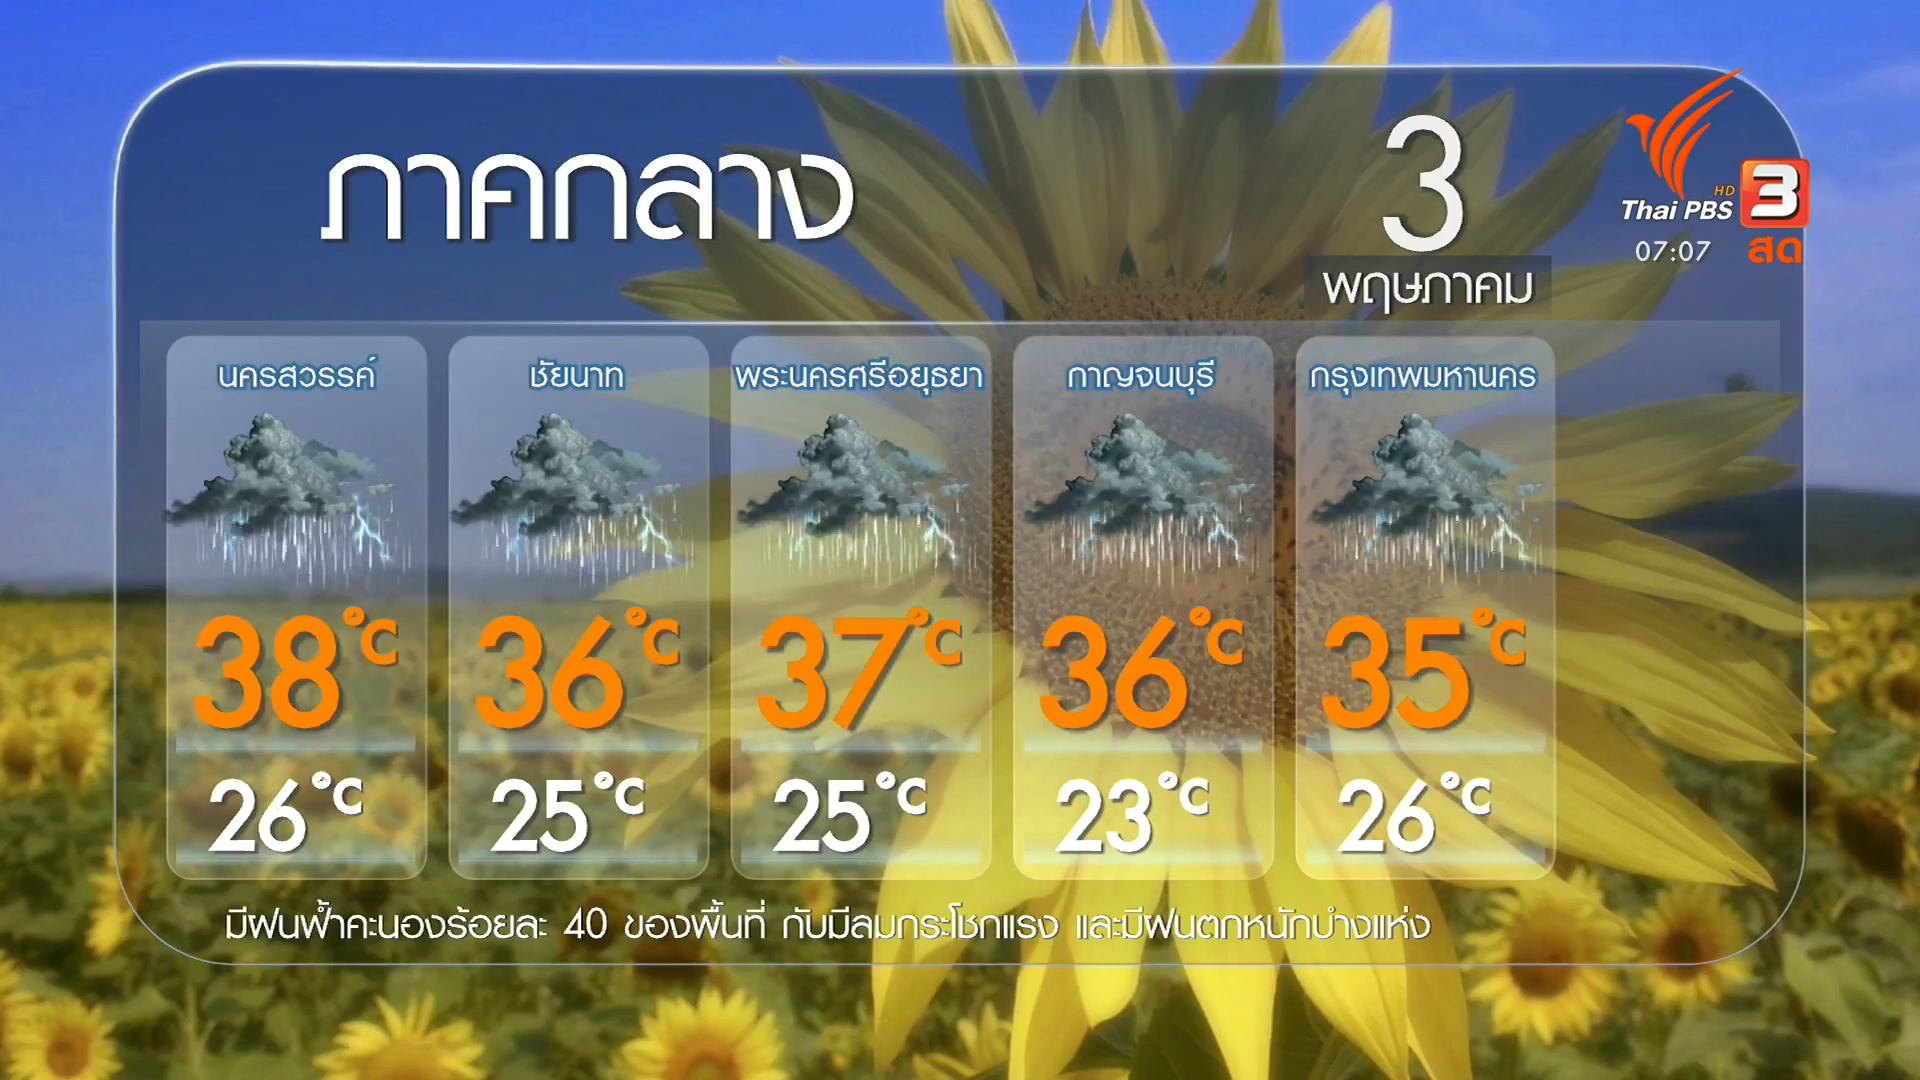 ภาคกลาง
3
พฤษภาคม
HD
Thai PBS 3
07:07 สด
นครสวรรค์ ชัยนาท พระนครศรีอยุธยา กาญจนบุรี กรุงเทพมหานคร
38°C 36°C 37°C 36°C 35°C
26°C 25°C 25°C 23°C 26°C
มีฝนฟ้าคะนองร้อยละ 40 ของพื้นที่ กับมีลมกระโชกแรง และมีฝนตกหนักบางแห่ง